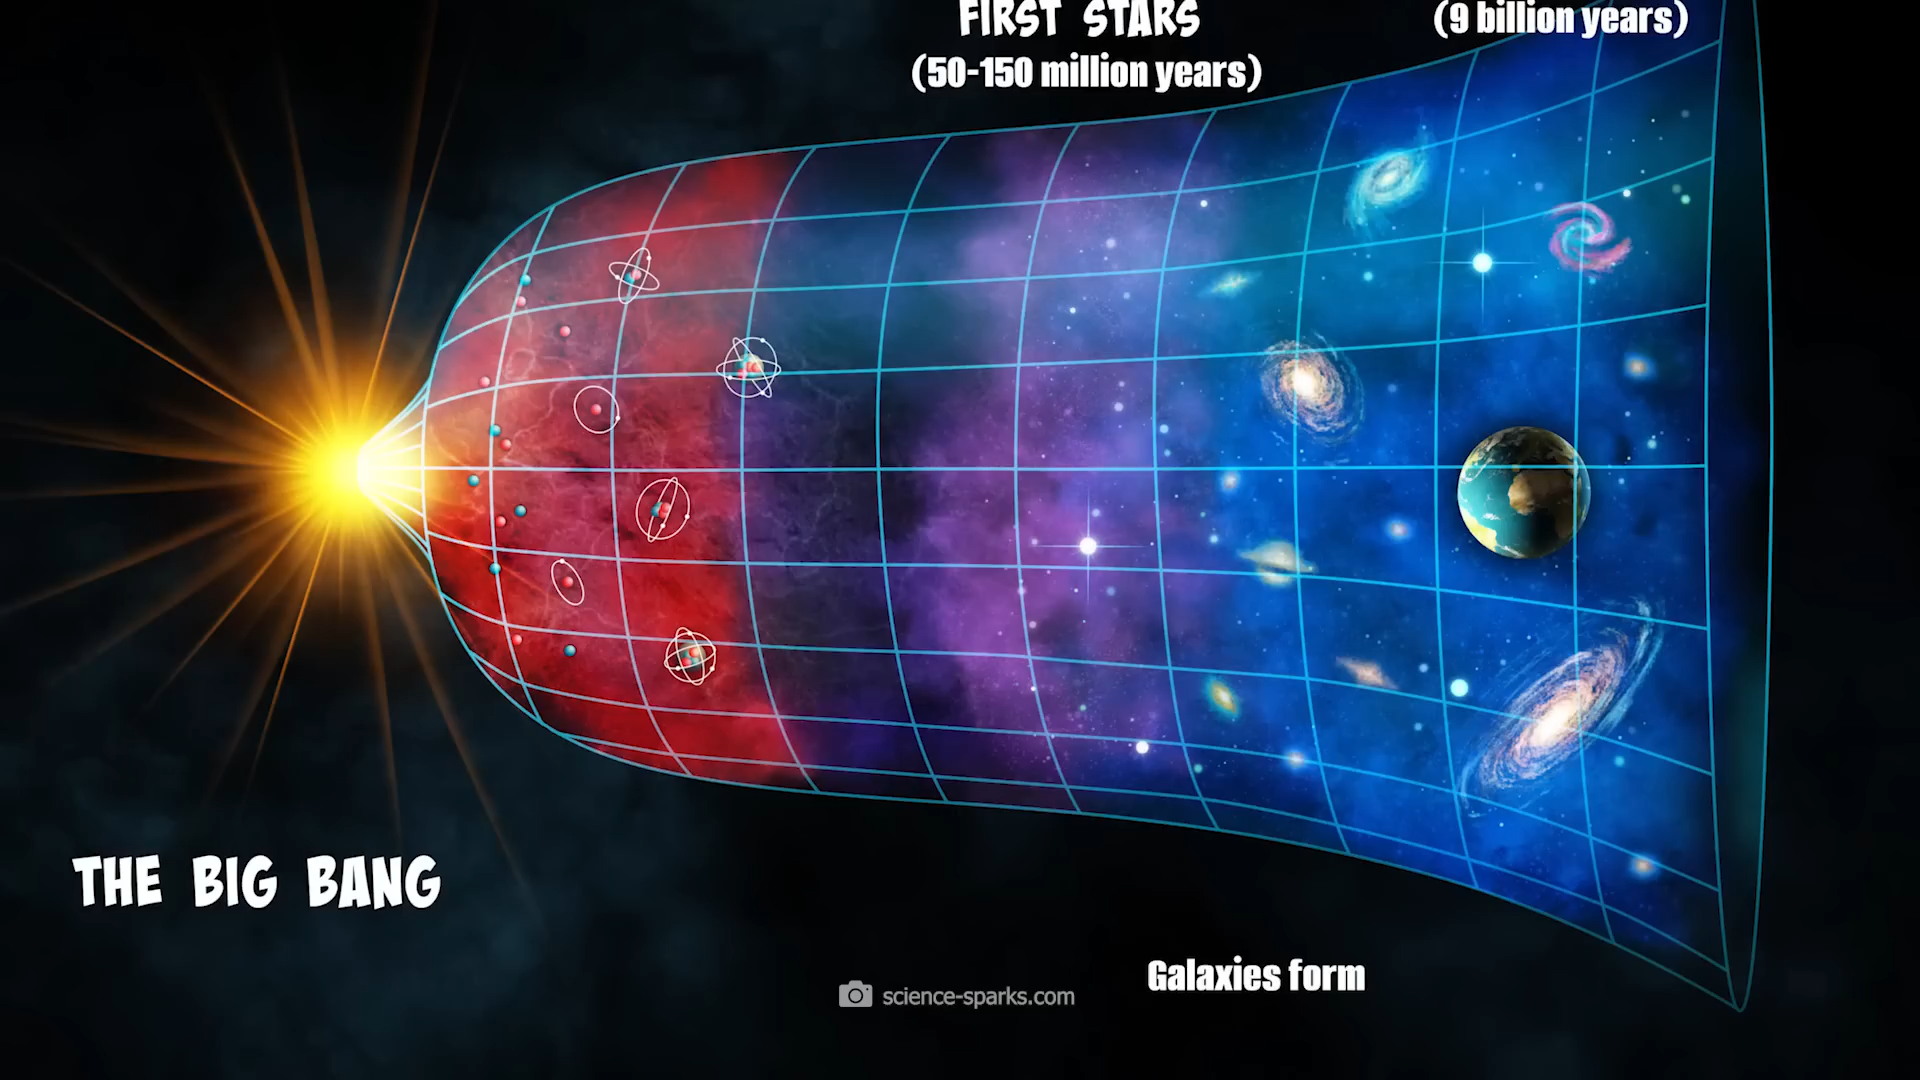 FIRST STARS
(50-150 million years)
(9 billion years)
THE BIG BANG
Galaxies form
science-sparks.com